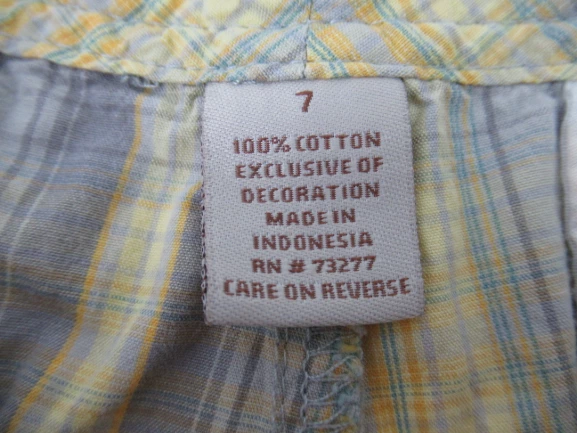 7
100% COTTON
EXCLUSIVE OF
DECORATION
MADE IN
INDONESIA
RN # 73277
CARE ON REVERSE